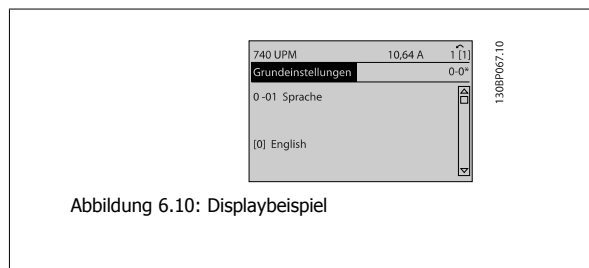 740 UPM 10,64 A 1 [1]
Grundeinstellungen 0-0*
0 -01 Sprache
[0] English
130BP067.10
Abbildung 6.10: Displaybeispiel